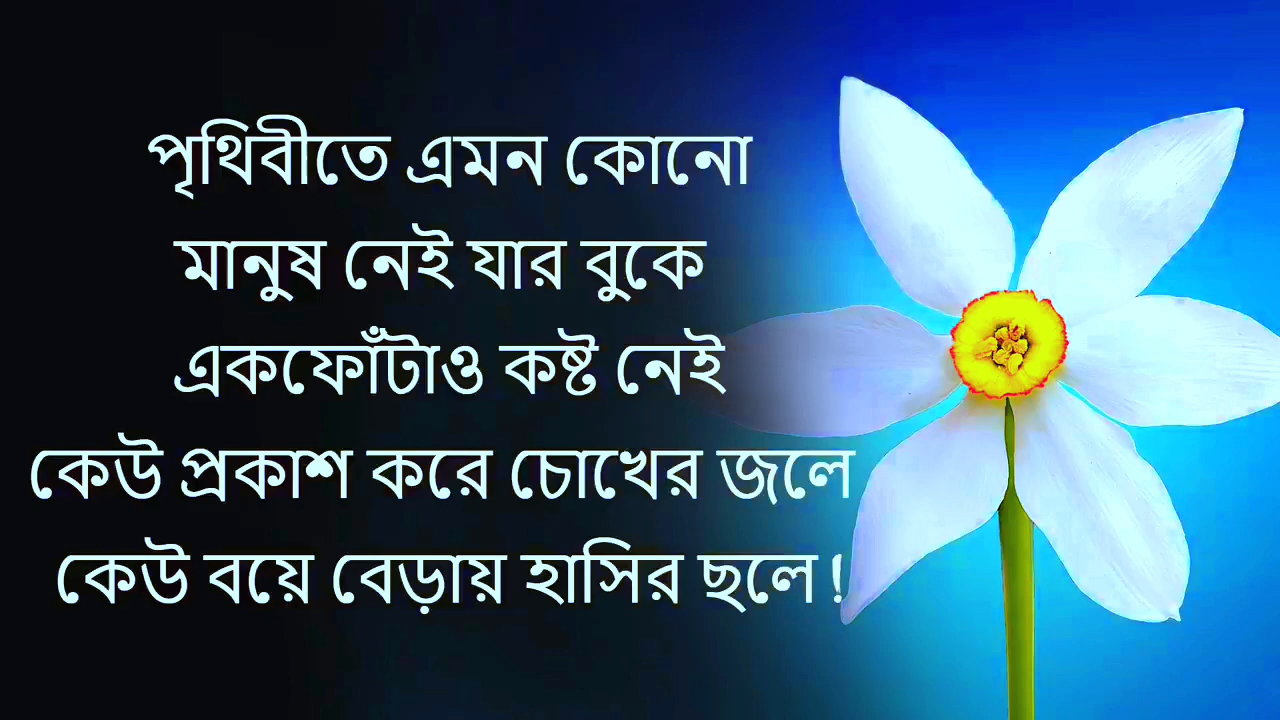 পৃথিবীতে এমন কোনো
মানুষ নেই যার বুকে
একফোঁটাও কষ্ট নেই
কেউ প্রকাশ করে চোখের জলে
কেউ বয়ে বেড়ায় হাসির ছলে!